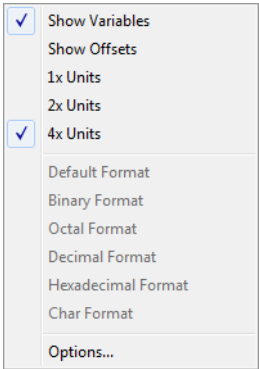 Show Variables
Show Offsets
1x Units
2x Units
4x Units
Default Format
Binary Format
Octal Format
Decimal Format
Hexadecimal Format
Char Format
Options...